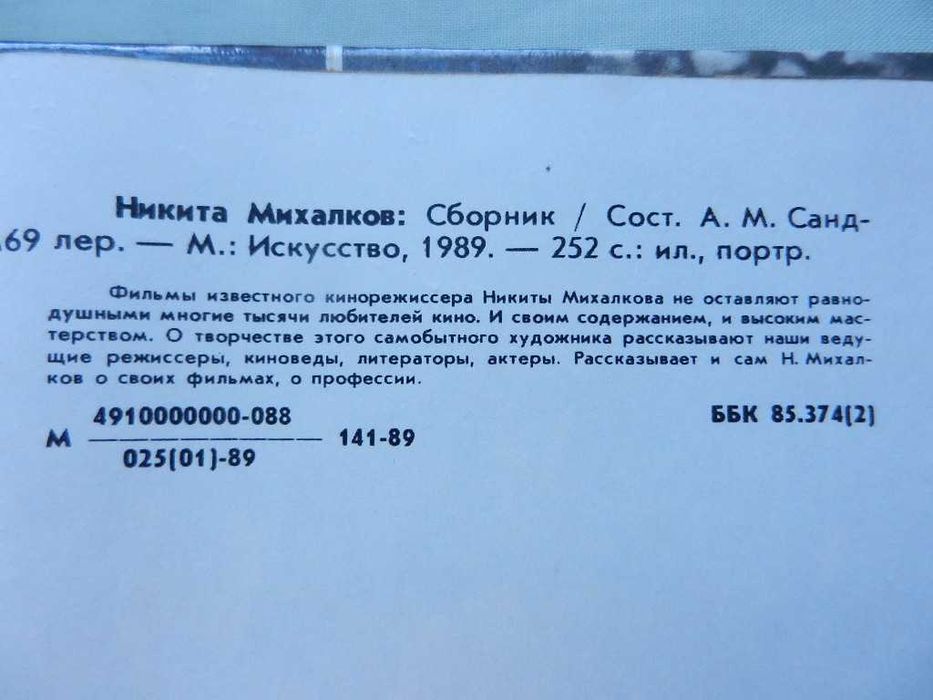 Никита Михалков: Сборник / Сост. А. М. Санд-
69 лер. — М.: Искусство, 1989. — 252 с.: ил., портр.
Фильмы известного кинорежиссера Никиты Михалкова не оставляют равно-
душными многие тысячи любителей кино. И своим содержанием, и высоким мас-
терством. О творчестве этого самобытного художника рассказывают наши веду-
щие режиссеры, киноведы, литераторы, актеры. Рассказывает и сам Н. Михал-
ков о своих фильмах, о профессии.
4910000000-088
М ———————— 141-89
025(01)-89
ББК 85.374(2)